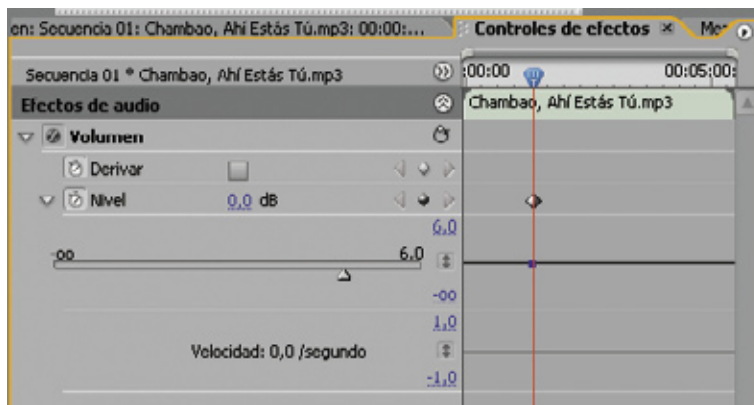 en: Secuencia 01: Chambao, Ahí Estás Tú.mp3: 00:00:...
Controles de efectos ×
Secuencia 01 * Chambao, Ahí Estás Tú.mp3
:00:00
00:05:00:
Efectos de audio
Chambao, Ahí Estás Tú.mp3
Volumen
Derivar
Nivel
0,0 dB
6,0
-oo
6,0
-oo
1,0
Velocidad: 0,0 /segundo
-1,0